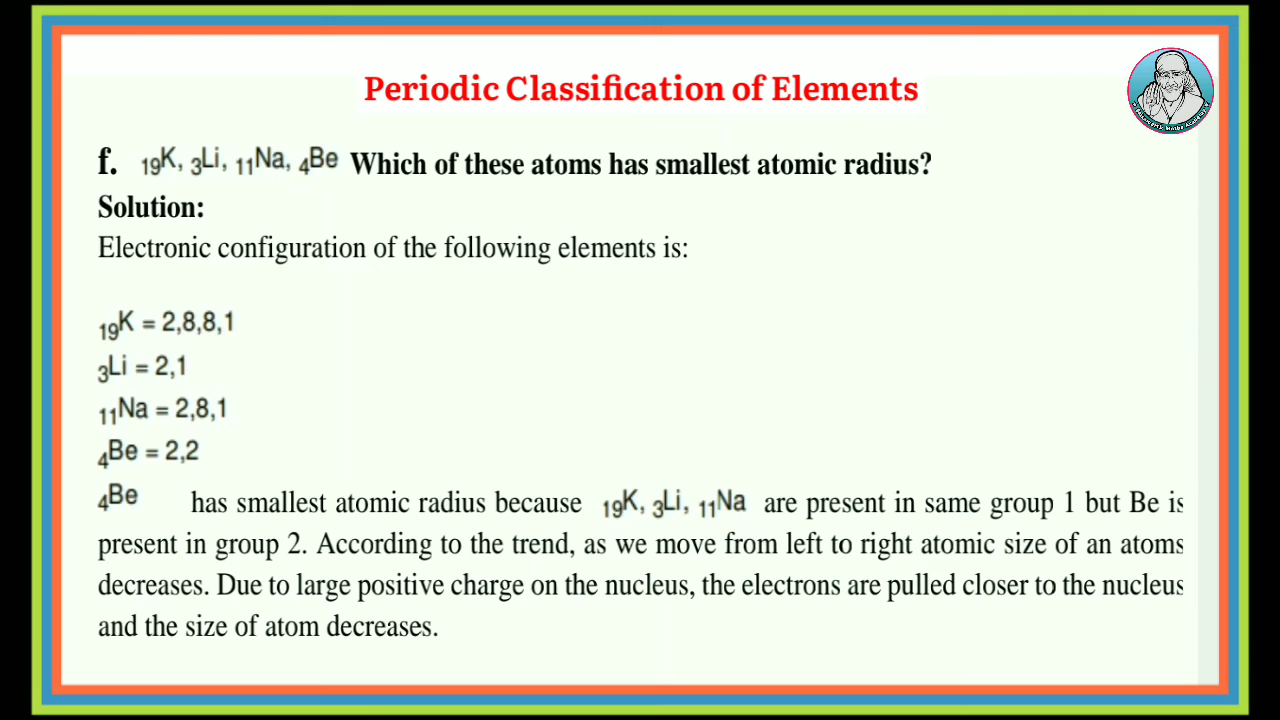 Periodic Classification of Elements
f. ₁₉K, ₃Li, ₁₁Na, ₄Be Which of these atoms has smallest atomic radius?
Solution:
Electronic configuration of the following elements is:
₁₉K = 2,8,8,1
₃Li = 2,1
₁₁Na = 2,8,1
₄Be = 2,2
₄Be has smallest atomic radius because ₁₉K, ₃Li, ₁₁Na are present in same group 1 but Be is
present in group 2. According to the trend, as we move from left to right atomic size of an atoms
decreases. Due to large positive charge on the nucleus, the electrons are pulled closer to the nucleus
and the size of atom decreases.